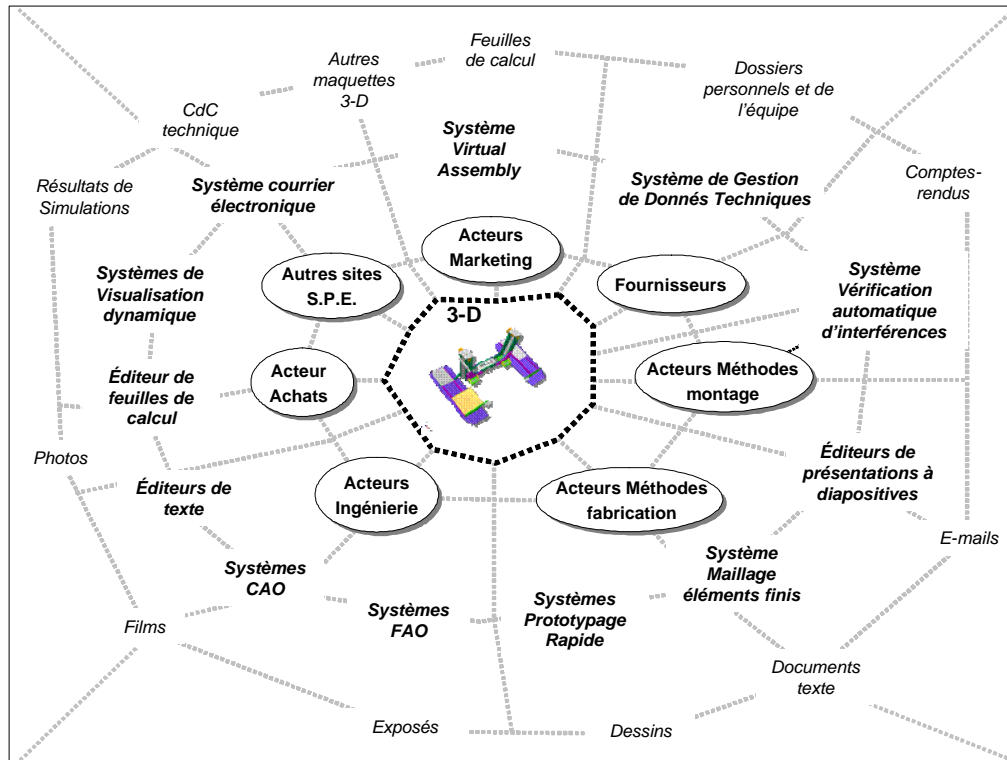 Feuilles
de calcul
Autres
maquettes
3-D
Dossiers
personnels et de
l'équipe
CdC
technique
Système
Virtual
Assembly
Comptes-
rendus
Résultats de
Simulations
Système courrier
électronique
Système de Gestion
de Donnés Techniques
Acteurs
Marketing
Autres sites
S.P.E.
Fournisseurs
Systèmes de
Visualisation
dynamique
Système
Vérification
automatique
d'interférences
3-D
Acteur
Achats
Acteurs Méthodes
montage
Éditeur de
feuilles de
calcul
Photos
Éditeurs de
texte
Acteurs
Ingénierie
Acteurs Méthodes
fabrication
Éditeurs de
présentations à
diapositives
E-mails
Systèmes
CAO
Systèmes
FAO
Systèmes
Prototypage
Rapide
Système
Maillage
éléments finis
Films
Documents
texte
Exposés
Dessins